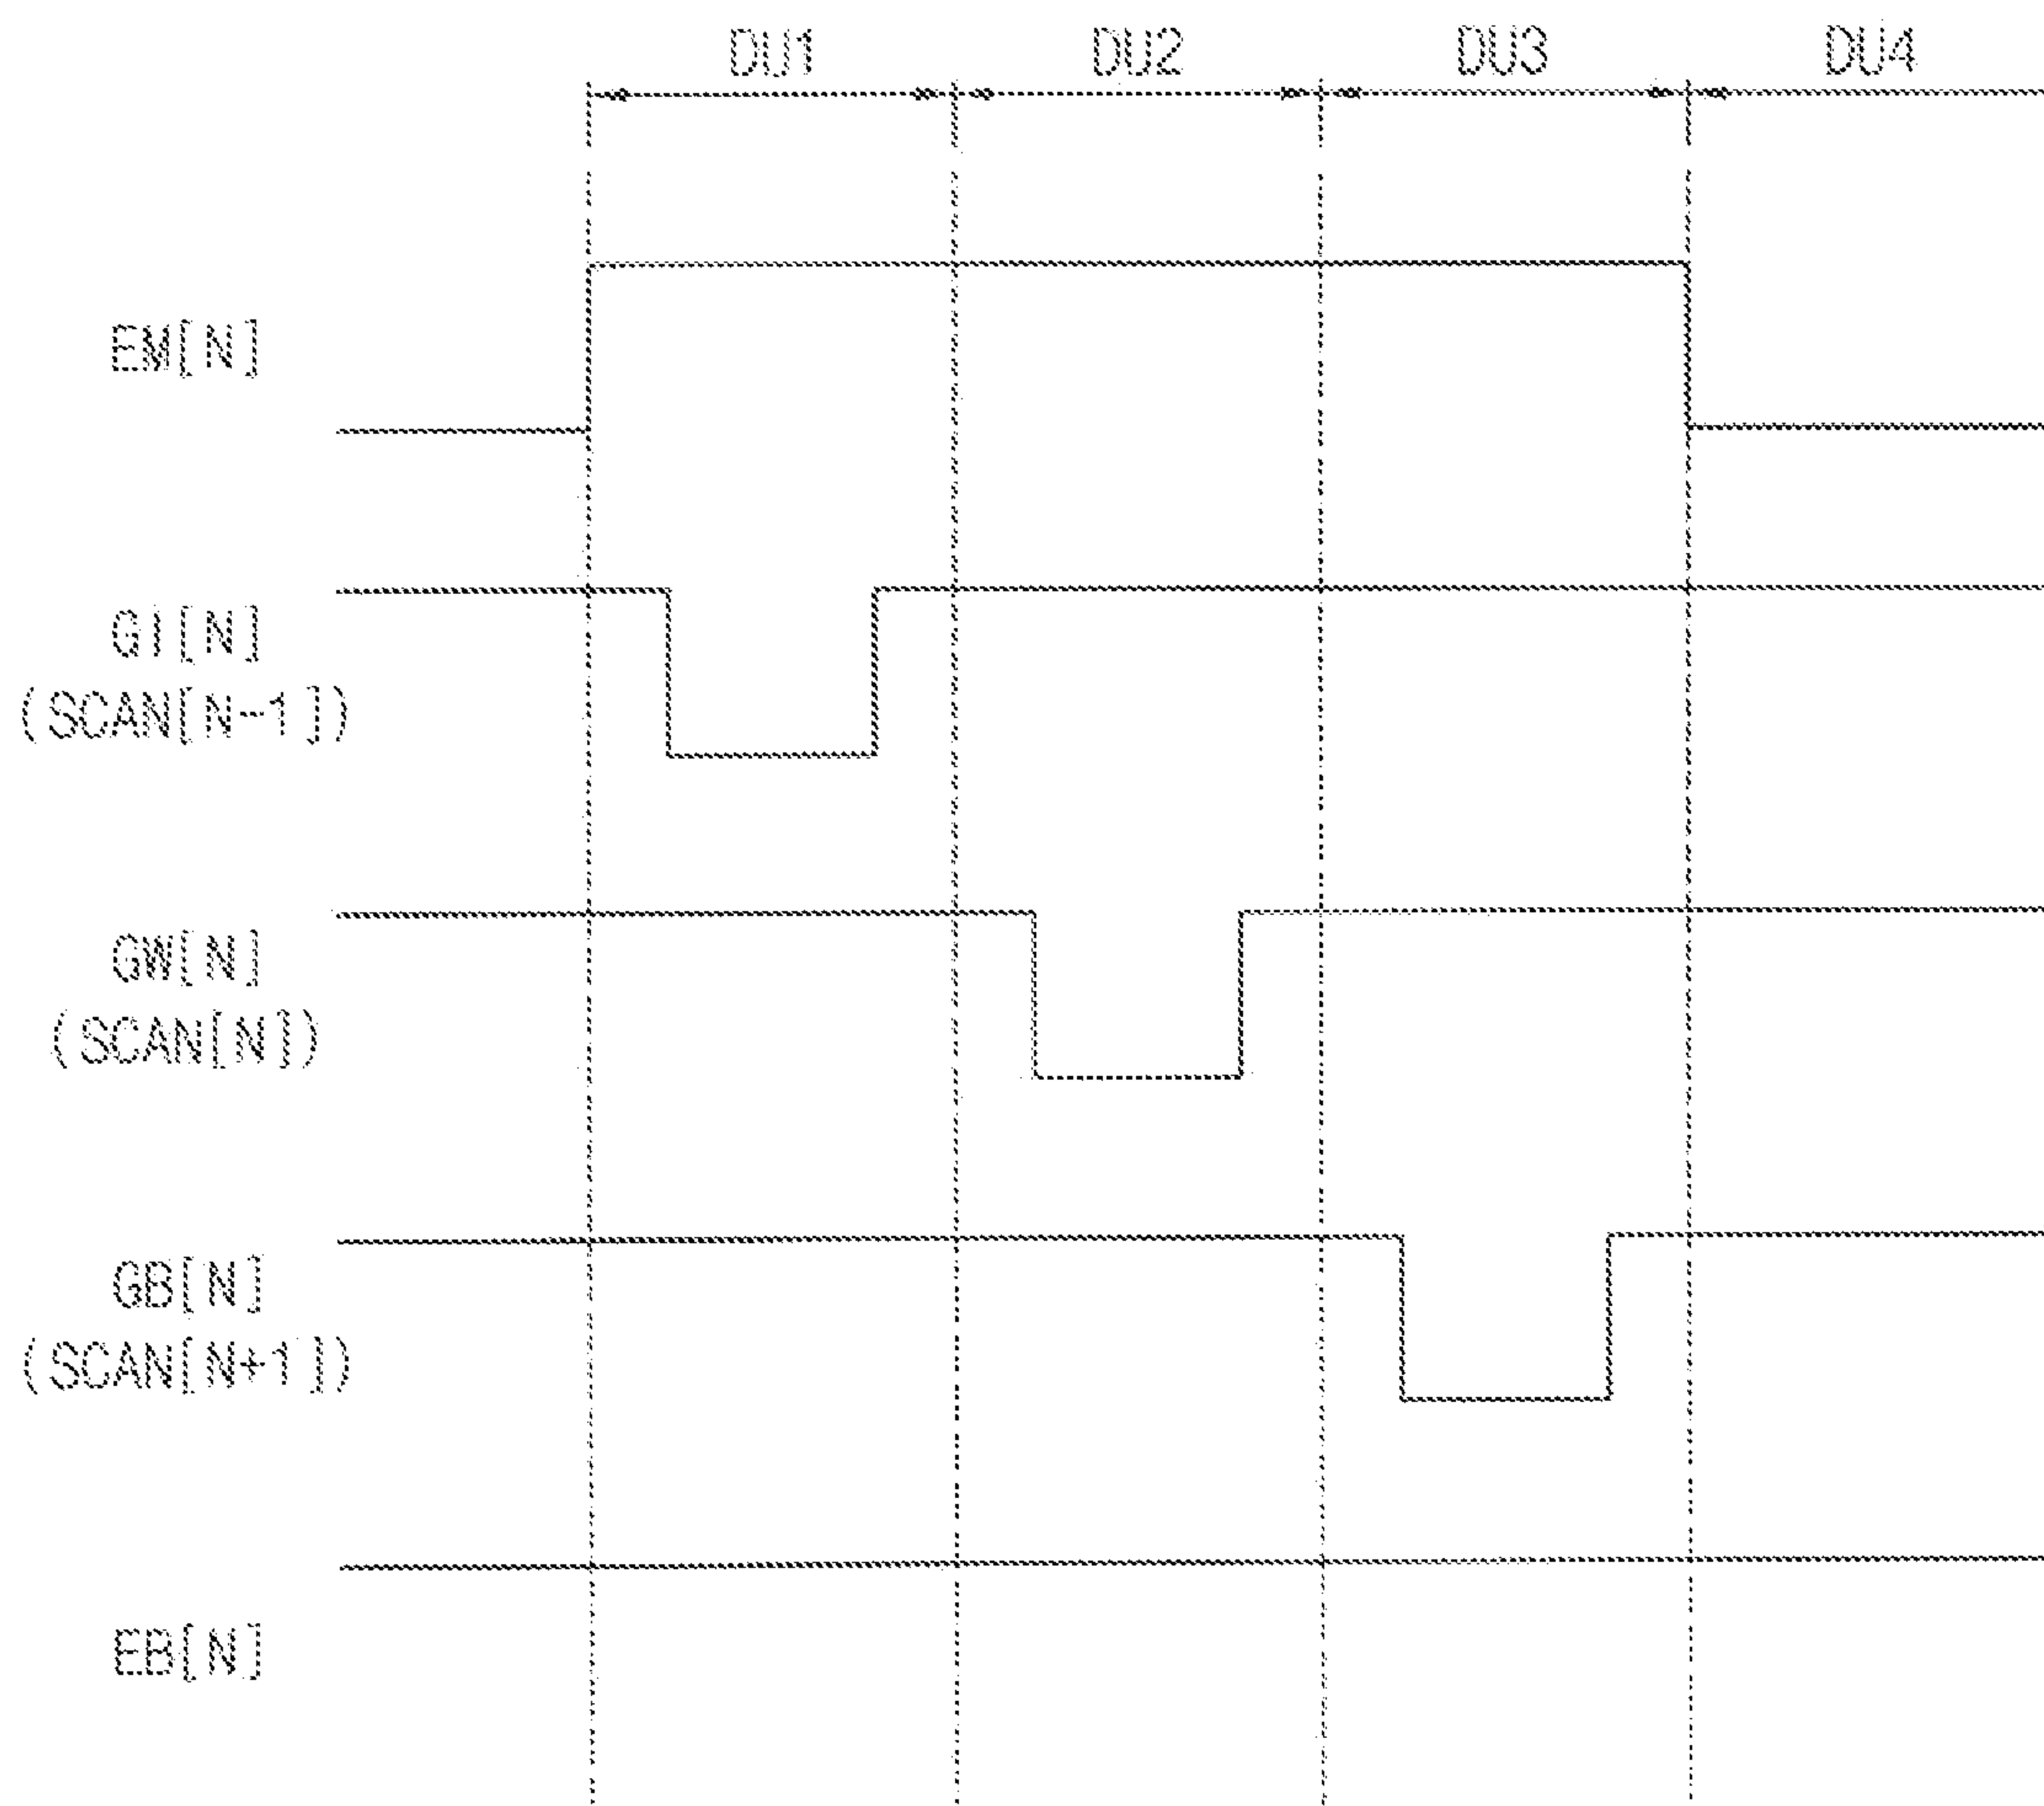 DU1 DU2 DU3 DU4
EM[N]
GI[N]
(SCAN[N-1])
GW[N]
(SCAN[N])
GB[N]
(SCAN[N+1])
EB[N]